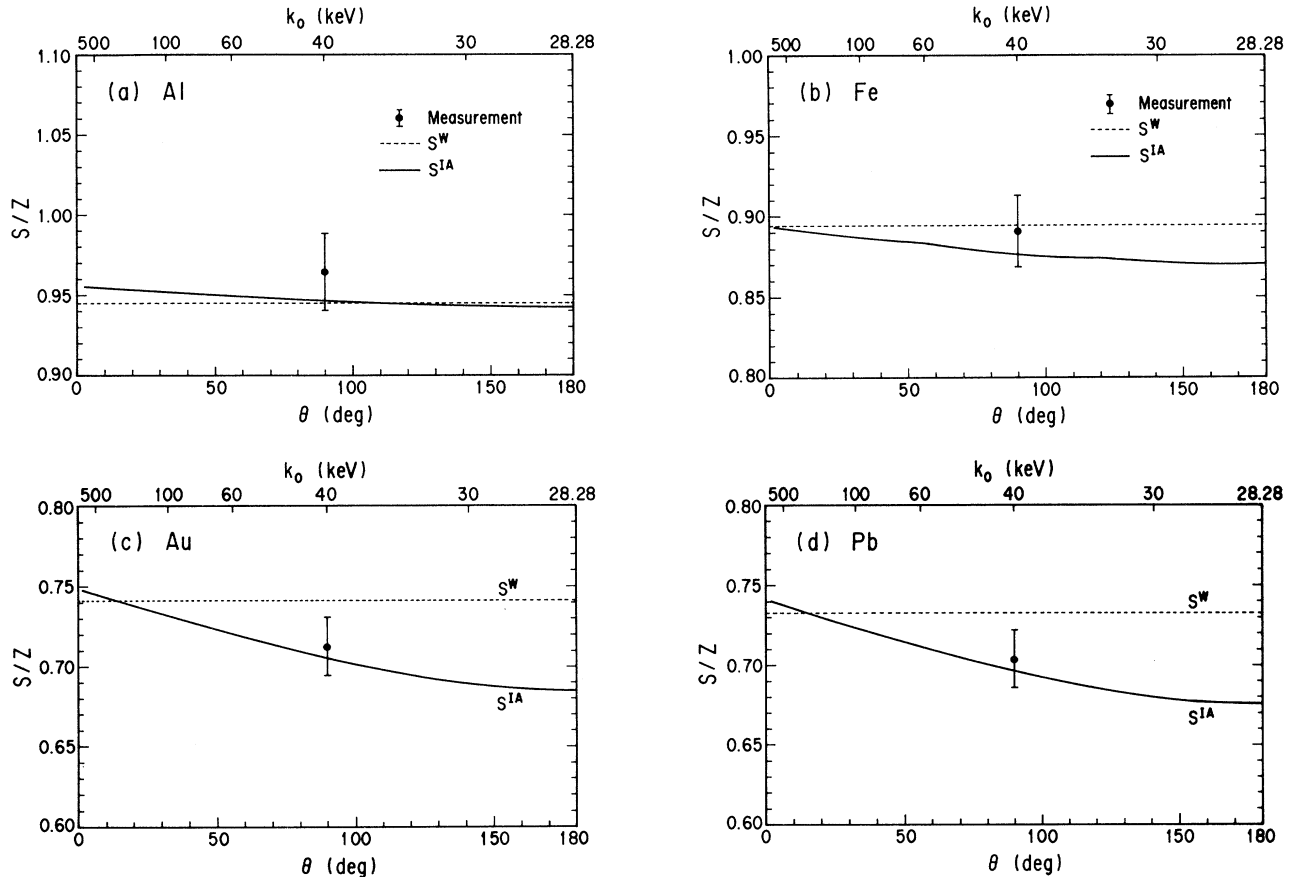 k₀ (keV)
500 100 60 40 30 28.28
1.10
1.05
1.00
0.95
0.90
S/Z
(a) Al
Measurement
S^W
S^IA
0 50 100 150 180
θ (deg)
k₀ (keV)
500 100 60 40 30 28.28
1.00
0.95
0.90
0.85
0.80
S/Z
(b) Fe
Measurement
S^W
S^IA
0 50 100 150 180
θ (deg)
k₀ (keV)
500 100 60 40 30 28.28
0.80
0.75
0.70
0.65
0.60
S/Z
(c) Au
S^W
S^IA
0 50 100 150 180
θ (deg)
k₀ (keV)
500 100 60 40 30 28.28
0.80
0.75
0.70
0.65
0.60
S/Z
(d) Pb
S^W
S^IA
0 50 100 150 180
θ (deg)